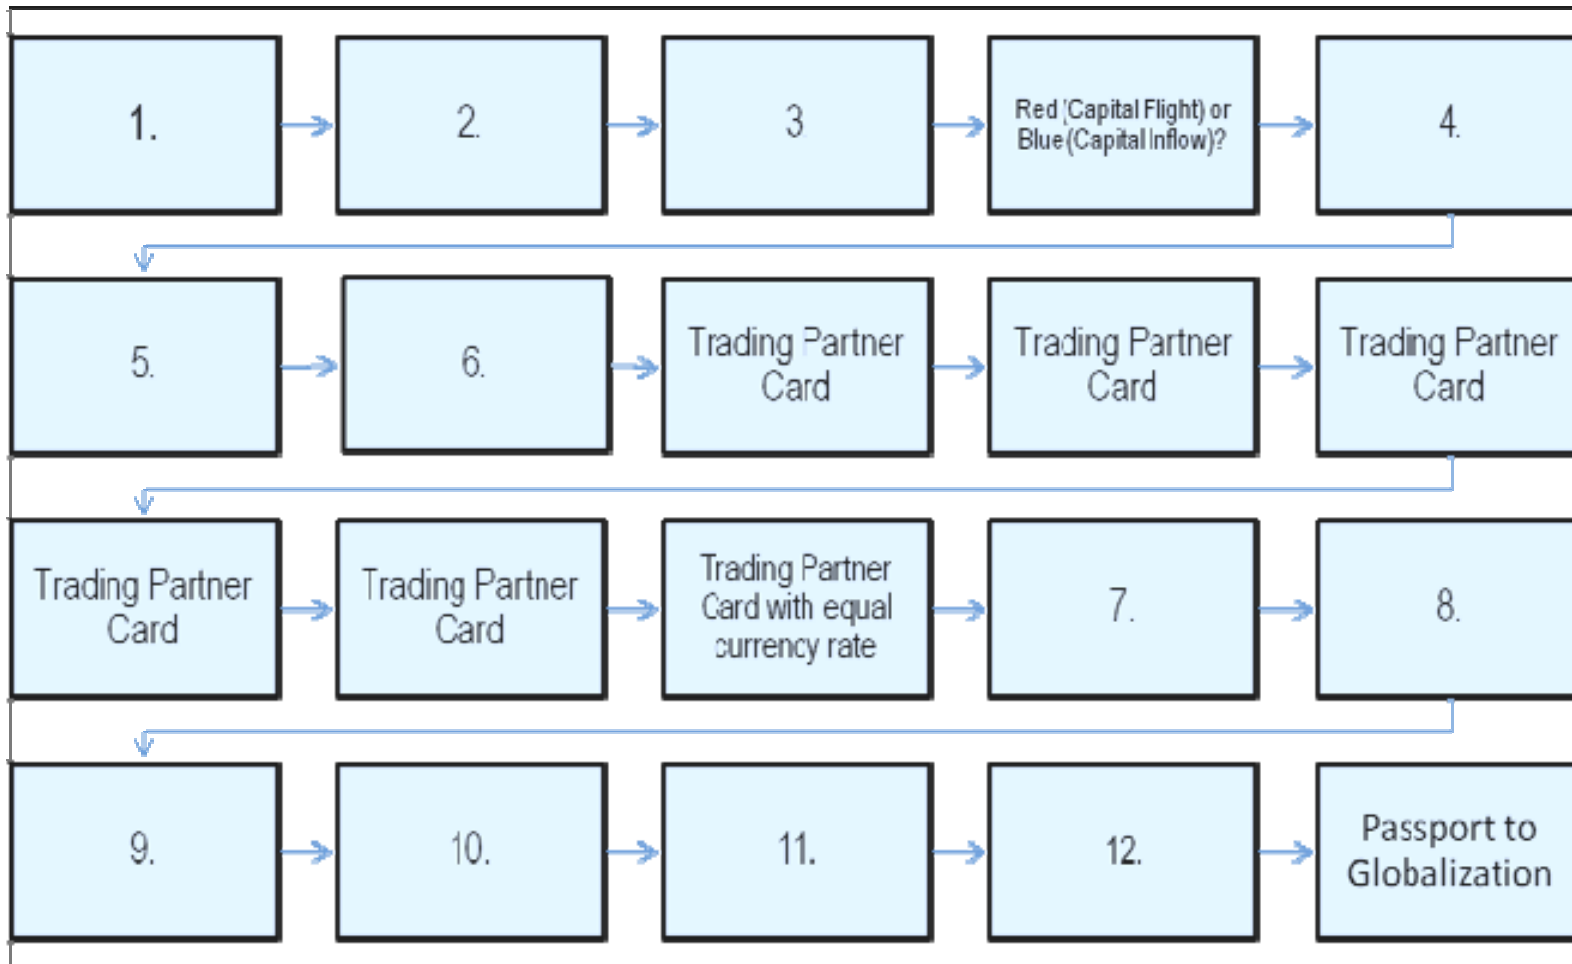 1.
2.
3
Red (Capital Flight) or
Blue (Capital Inflow)?
4.
5.
6.
Trading Partner
Card
Trading Partner
Card
Trading Partner
Card
Trading Partner
Card
Trading Partner
Card
Trading Partner
Card with equal
currency rate
7.
8.
9.
10.
11.
12.
Passport to
Globalization